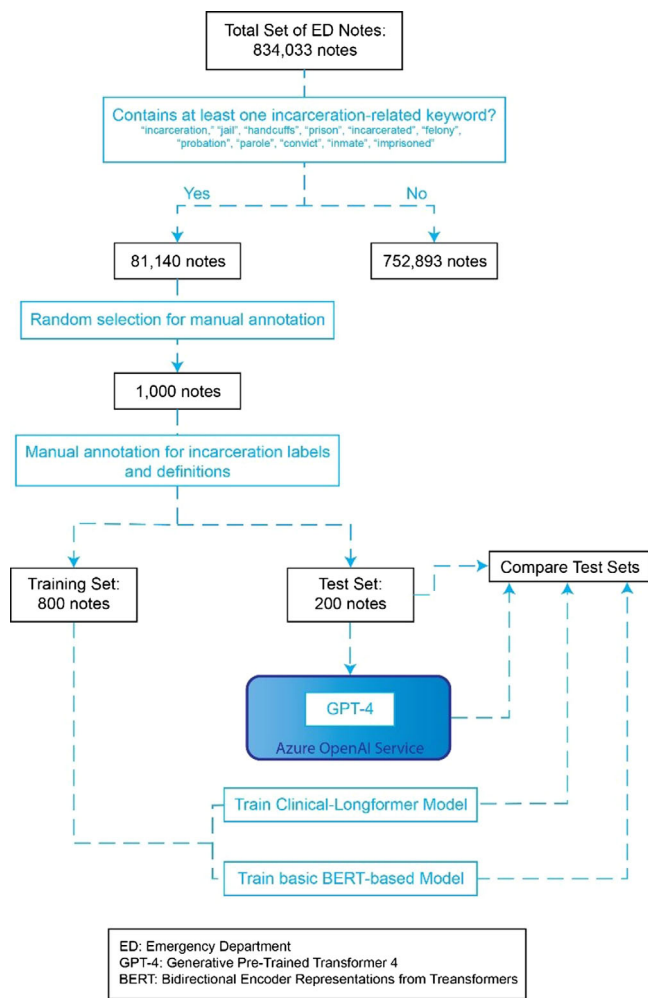 Total Set of ED Notes:
834,033 notes
Contains at least one incarceration-related keyword?
"incarceration," "jail", "handcuffs", "prison", "incarcerated", "felony",
"probation", "parole", "convict", "inmate", "imprisoned"
Yes
No
81,140 notes
752,893 notes
Random selection for manual annotation
1,000 notes
Manual annotation for incarceration labels
and definitions
Training Set:
800 notes
Test Set:
200 notes
Compare Test Sets
GPT-4
Azure OpenAI Service
Train Clinical-Longformer Model
Train basic BERT-based Model
ED: Emergency Department
GPT-4: Generative Pre-Trained Transformer 4
BERT: Bidirectional Encoder Representations from Treansformers